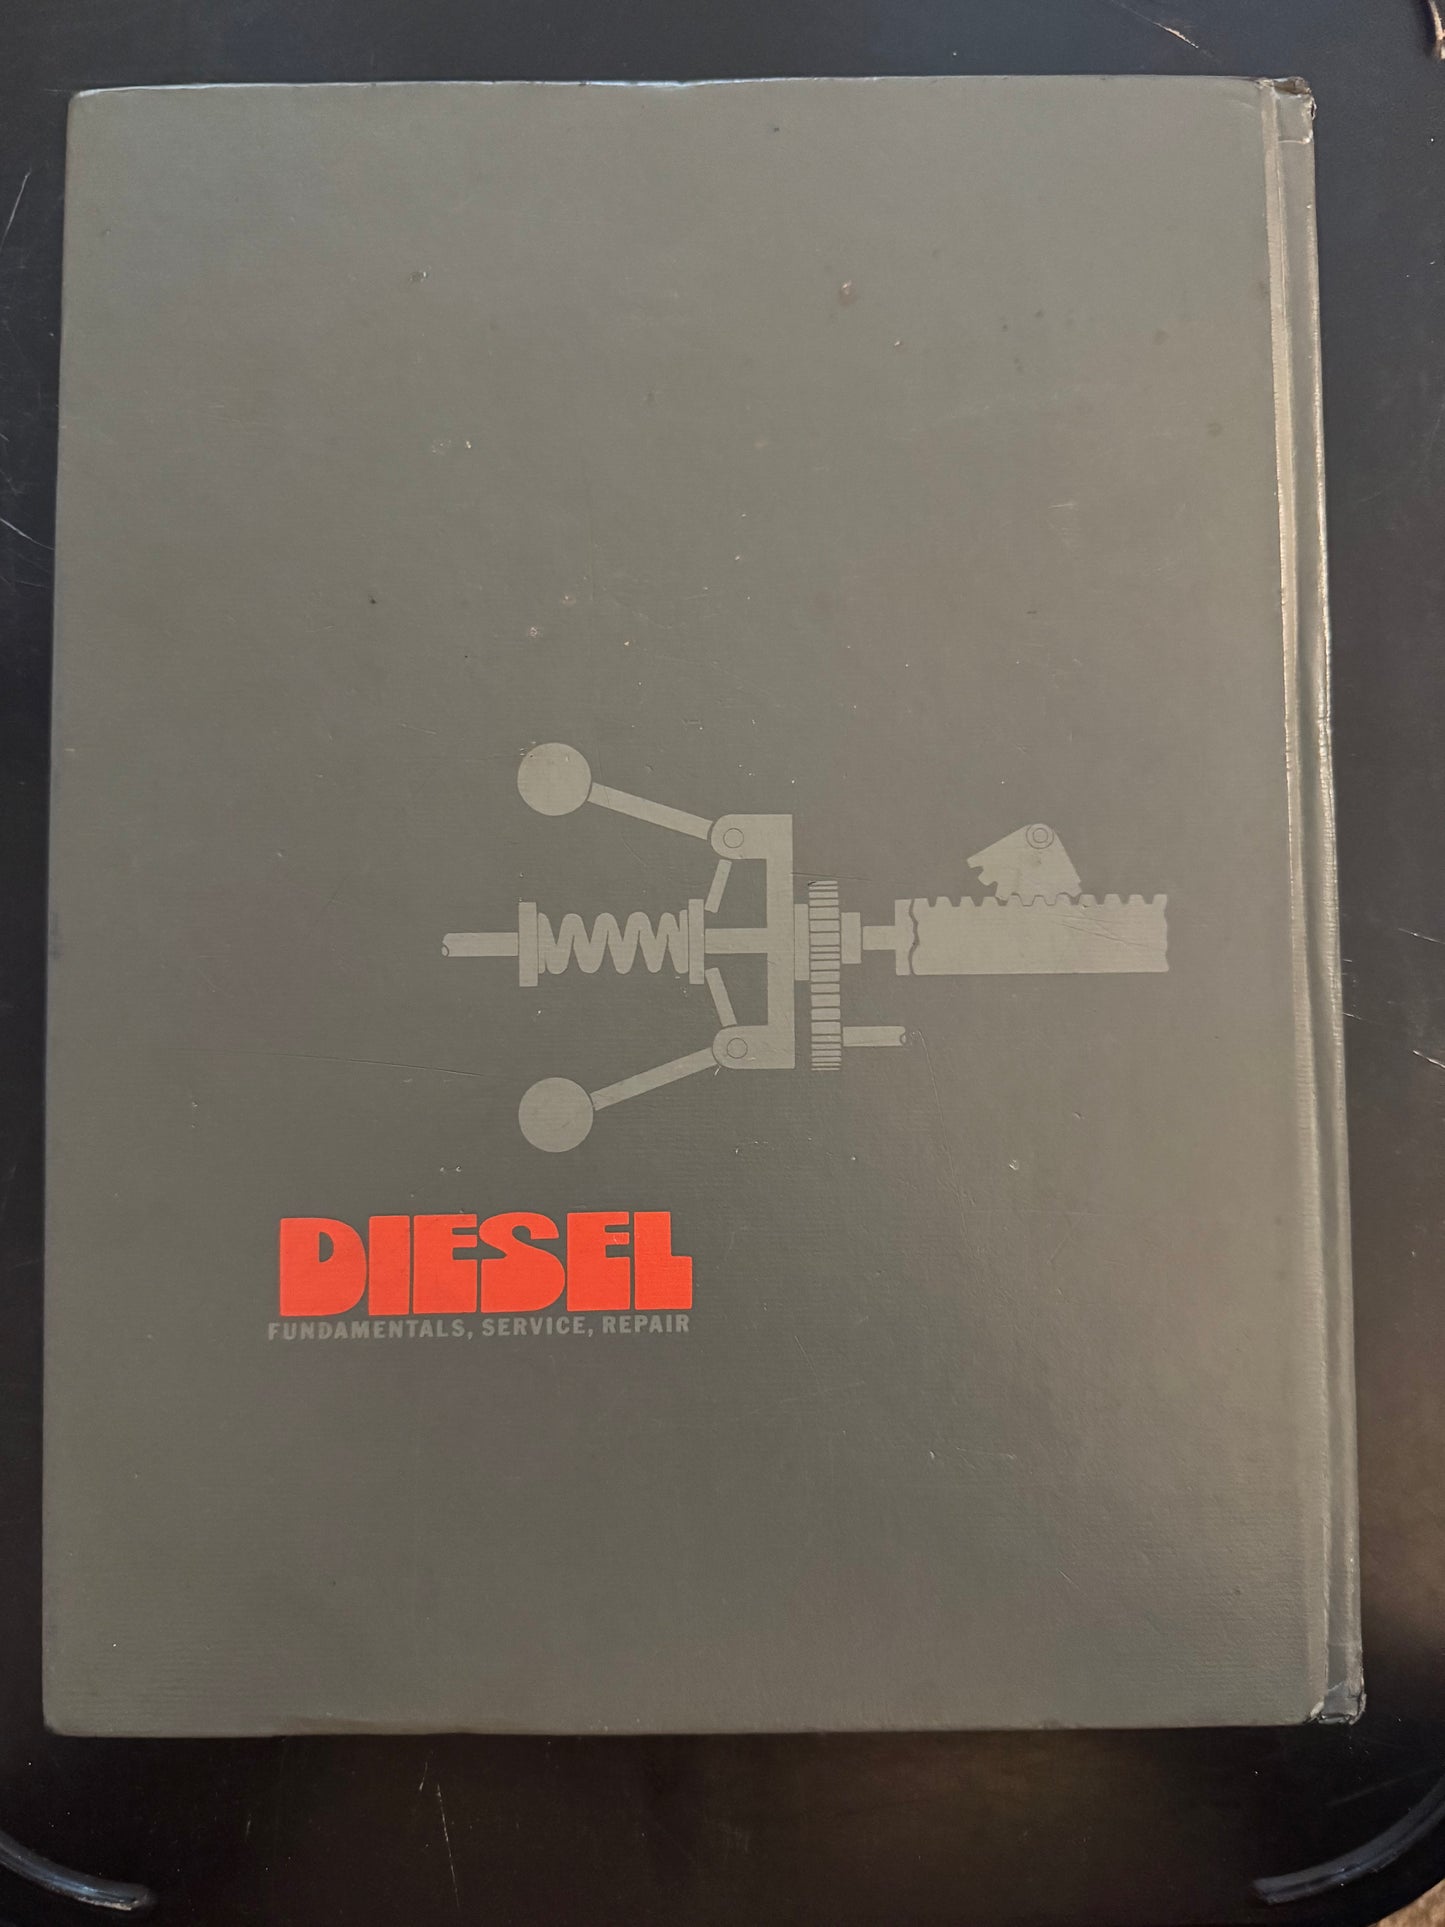 DIESEL
FUNDAMENTALS, SERVICE, REPAIR